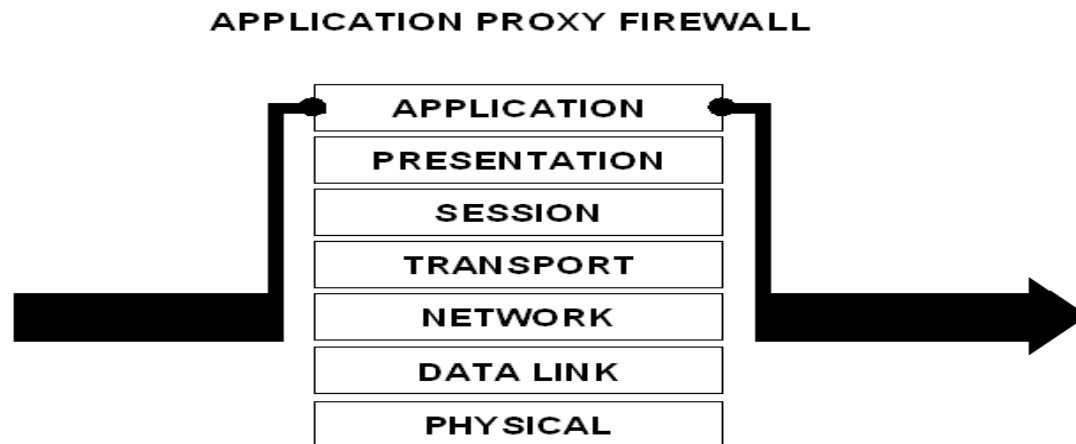 APPLICATION PROXY FIREWALL
APPLICATION
PRESENTATION
SESSION
TRANSPORT
NETWORK
DATA LINK
PHYSICAL